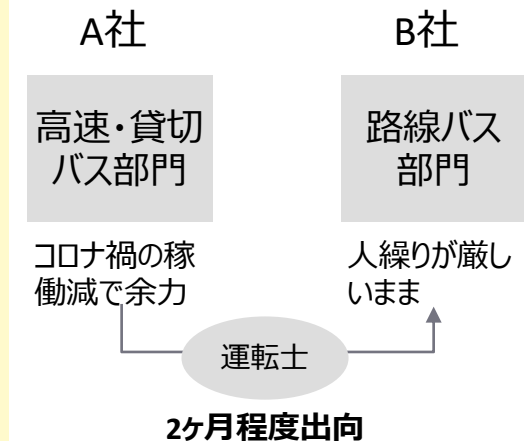 A社
B社
高速・貸切
バス部門
路線バス
部門
コロナ禍の稼
働減で余力
人繰りが厳し
いまま
運転士
2ヶ月程度出向